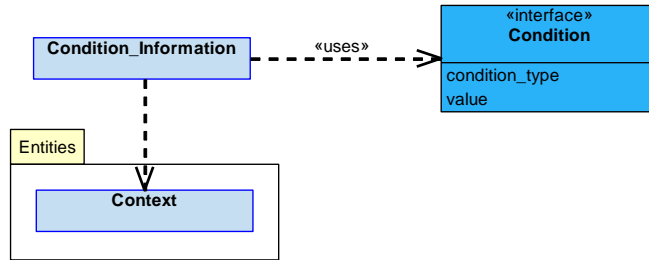 Condition_Information
«uses»
«interface»
Condition
condition_type
value
Entities
Context